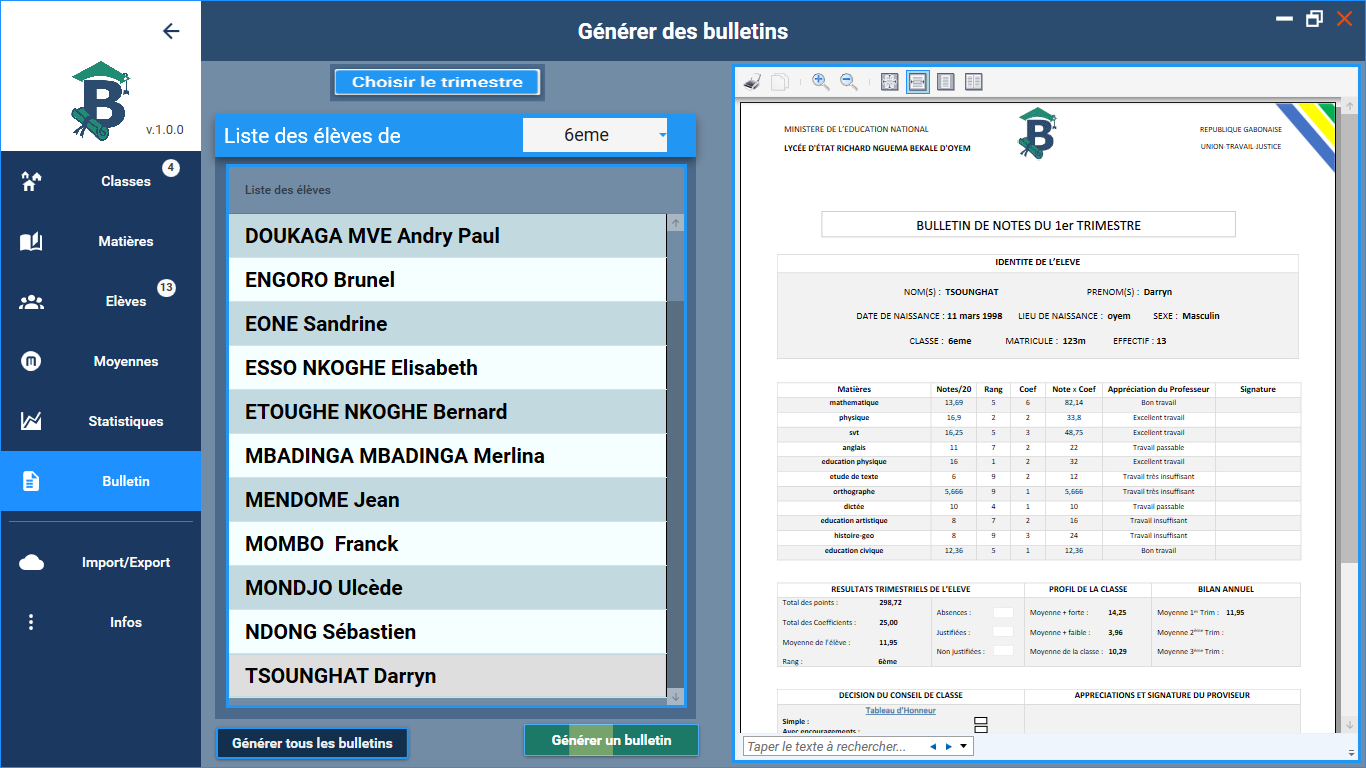 Générer des bulletins
B
v.1.0.0
Classes 4
Matières
Elèves 13
Moyennes
Statistiques
Bulletin
Import/Export
Infos
Choisir le trimestre
Liste des élèves de 6eme
Liste des élèves
DOUKAGA MVE Andry Paul
ENGORO Brunel
EONE Sandrine
ESSO NKOGHE Elisabeth
ETOUGHE NKOGHE Bernard
MBADINGA MBADINGA Merlina
MENDOME Jean
MOMBO Franck
MONDJO Ulcède
NDONG Sébastien
TSOUNGHAT Darryn
Générer tous les bulletins
Générer un bulletin
MINISTERE DE L'EDUCATION NATIONAL
LYCÉE D'ÉTAT RICHARD NGUEMA BEKALE D'OYEM
B
REPUBLIQUE GABONAISE
UNION-TRAVAIL-JUSTICE
BULLETIN DE NOTES DU 1er TRIMESTRE
IDENTITE DE L'ELEVE
NOM(S) : TSOUNGHAT PRENOM(S) : Darryn
DATE DE NAISSANCE : 11 mars 1998 LIEU DE NAISSANCE : oyem SEXE : Masculin
CLASSE : 6eme MATRICULE : 123m EFFECTIF : 13
Matières Notes/20 Rang Coef Note x Coef Appréciation du Professeur Signature
mathematique 13,69 5 6 82,14 Bon travail
physique 16,9 2 2 33,8 Excellent travail
svt 16,25 5 3 48,75 Excellent travail
anglais 11 7 2 22 Travail passable
education physique 16 1 2 32 Excellent travail
etude de texte 6 9 2 12 Travail très insuffisant
orthographe 5,666 9 1 5,666 Travail très insuffisant
dictée 10 4 1 10 Travail passable
education artistique 8 7 2 16 Travail insuffisant
histoire-geo 8 9 3 24 Travail insuffisant
education civique 12,36 5 1 12,36 Bon travail
RESULTATS TRIMESTRIELS DE L'ELEVE PROFIL DE LA CLASSE BILAN ANNUEL
Total des points : 298,72
Absences : Moyenne + forte : 14,25 Moyenne 1er Trim : 11,95
Total des Coefficients : 25,00
Justifiées : Moyenne + faible : 3,96 Moyenne 2ème Trim :
Moyenne de l'élève : 11,95
Non justifiées : Moyenne de la classe : 10,29 Moyenne 3ème Trim :
Rang : 6ème
DECISION DU CONSEIL DE CLASSE APPRECIATIONS ET SIGNATURE DU PROVISEUR
Tableau d'Honneur
Simple :
Avec encouragements :
Taper le texte à rechercher...